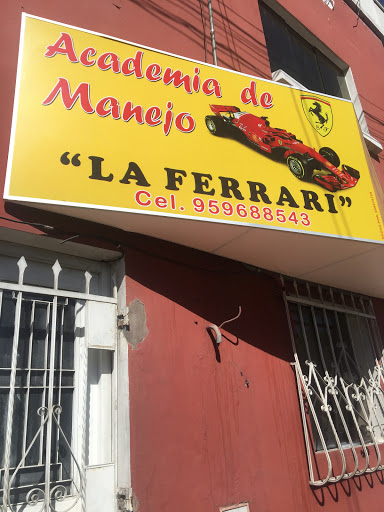 Academia de
Manejo
"LA FERRARI"
Cel. 959688543